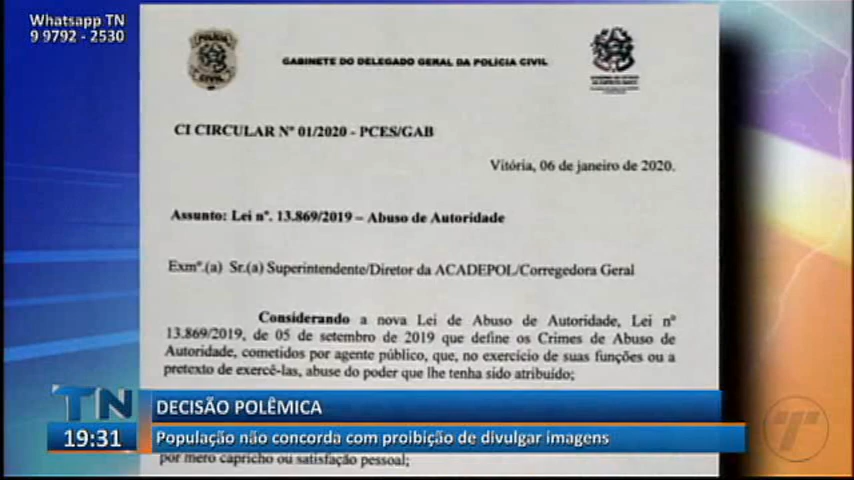 Whatsapp TN
9 9792 - 2530
POLÍCIA
CIVIL
GABINETE DO DELEGADO GERAL DA POLÍCIA CIVIL
CI CIRCULAR Nº 01/2020 - PCES/GAB
Vitória, 06 de janeiro de 2020.
Assunto: Lei nº. 13.869/2019 – Abuso de Autoridade
Exmº.(a) Sr.(a) Superintendente/Diretor da ACADEPOL/Corregedora Geral
Considerando a nova Lei de Abuso de Autoridade, Lei nº
13.869/2019, de 05 de setembro de 2019 que define os Crimes de Abuso de
Autoridade, cometidos por agente público, que, no exercício de suas funções ou a
pretexto de exercê-las, abuse do poder que lhe tenha sido atribuído;
TN
DECISÃO POLÊMICA
19:31
População não concorda com proibição de divulgar imagens
por mero capricho ou satisfação pessoal;